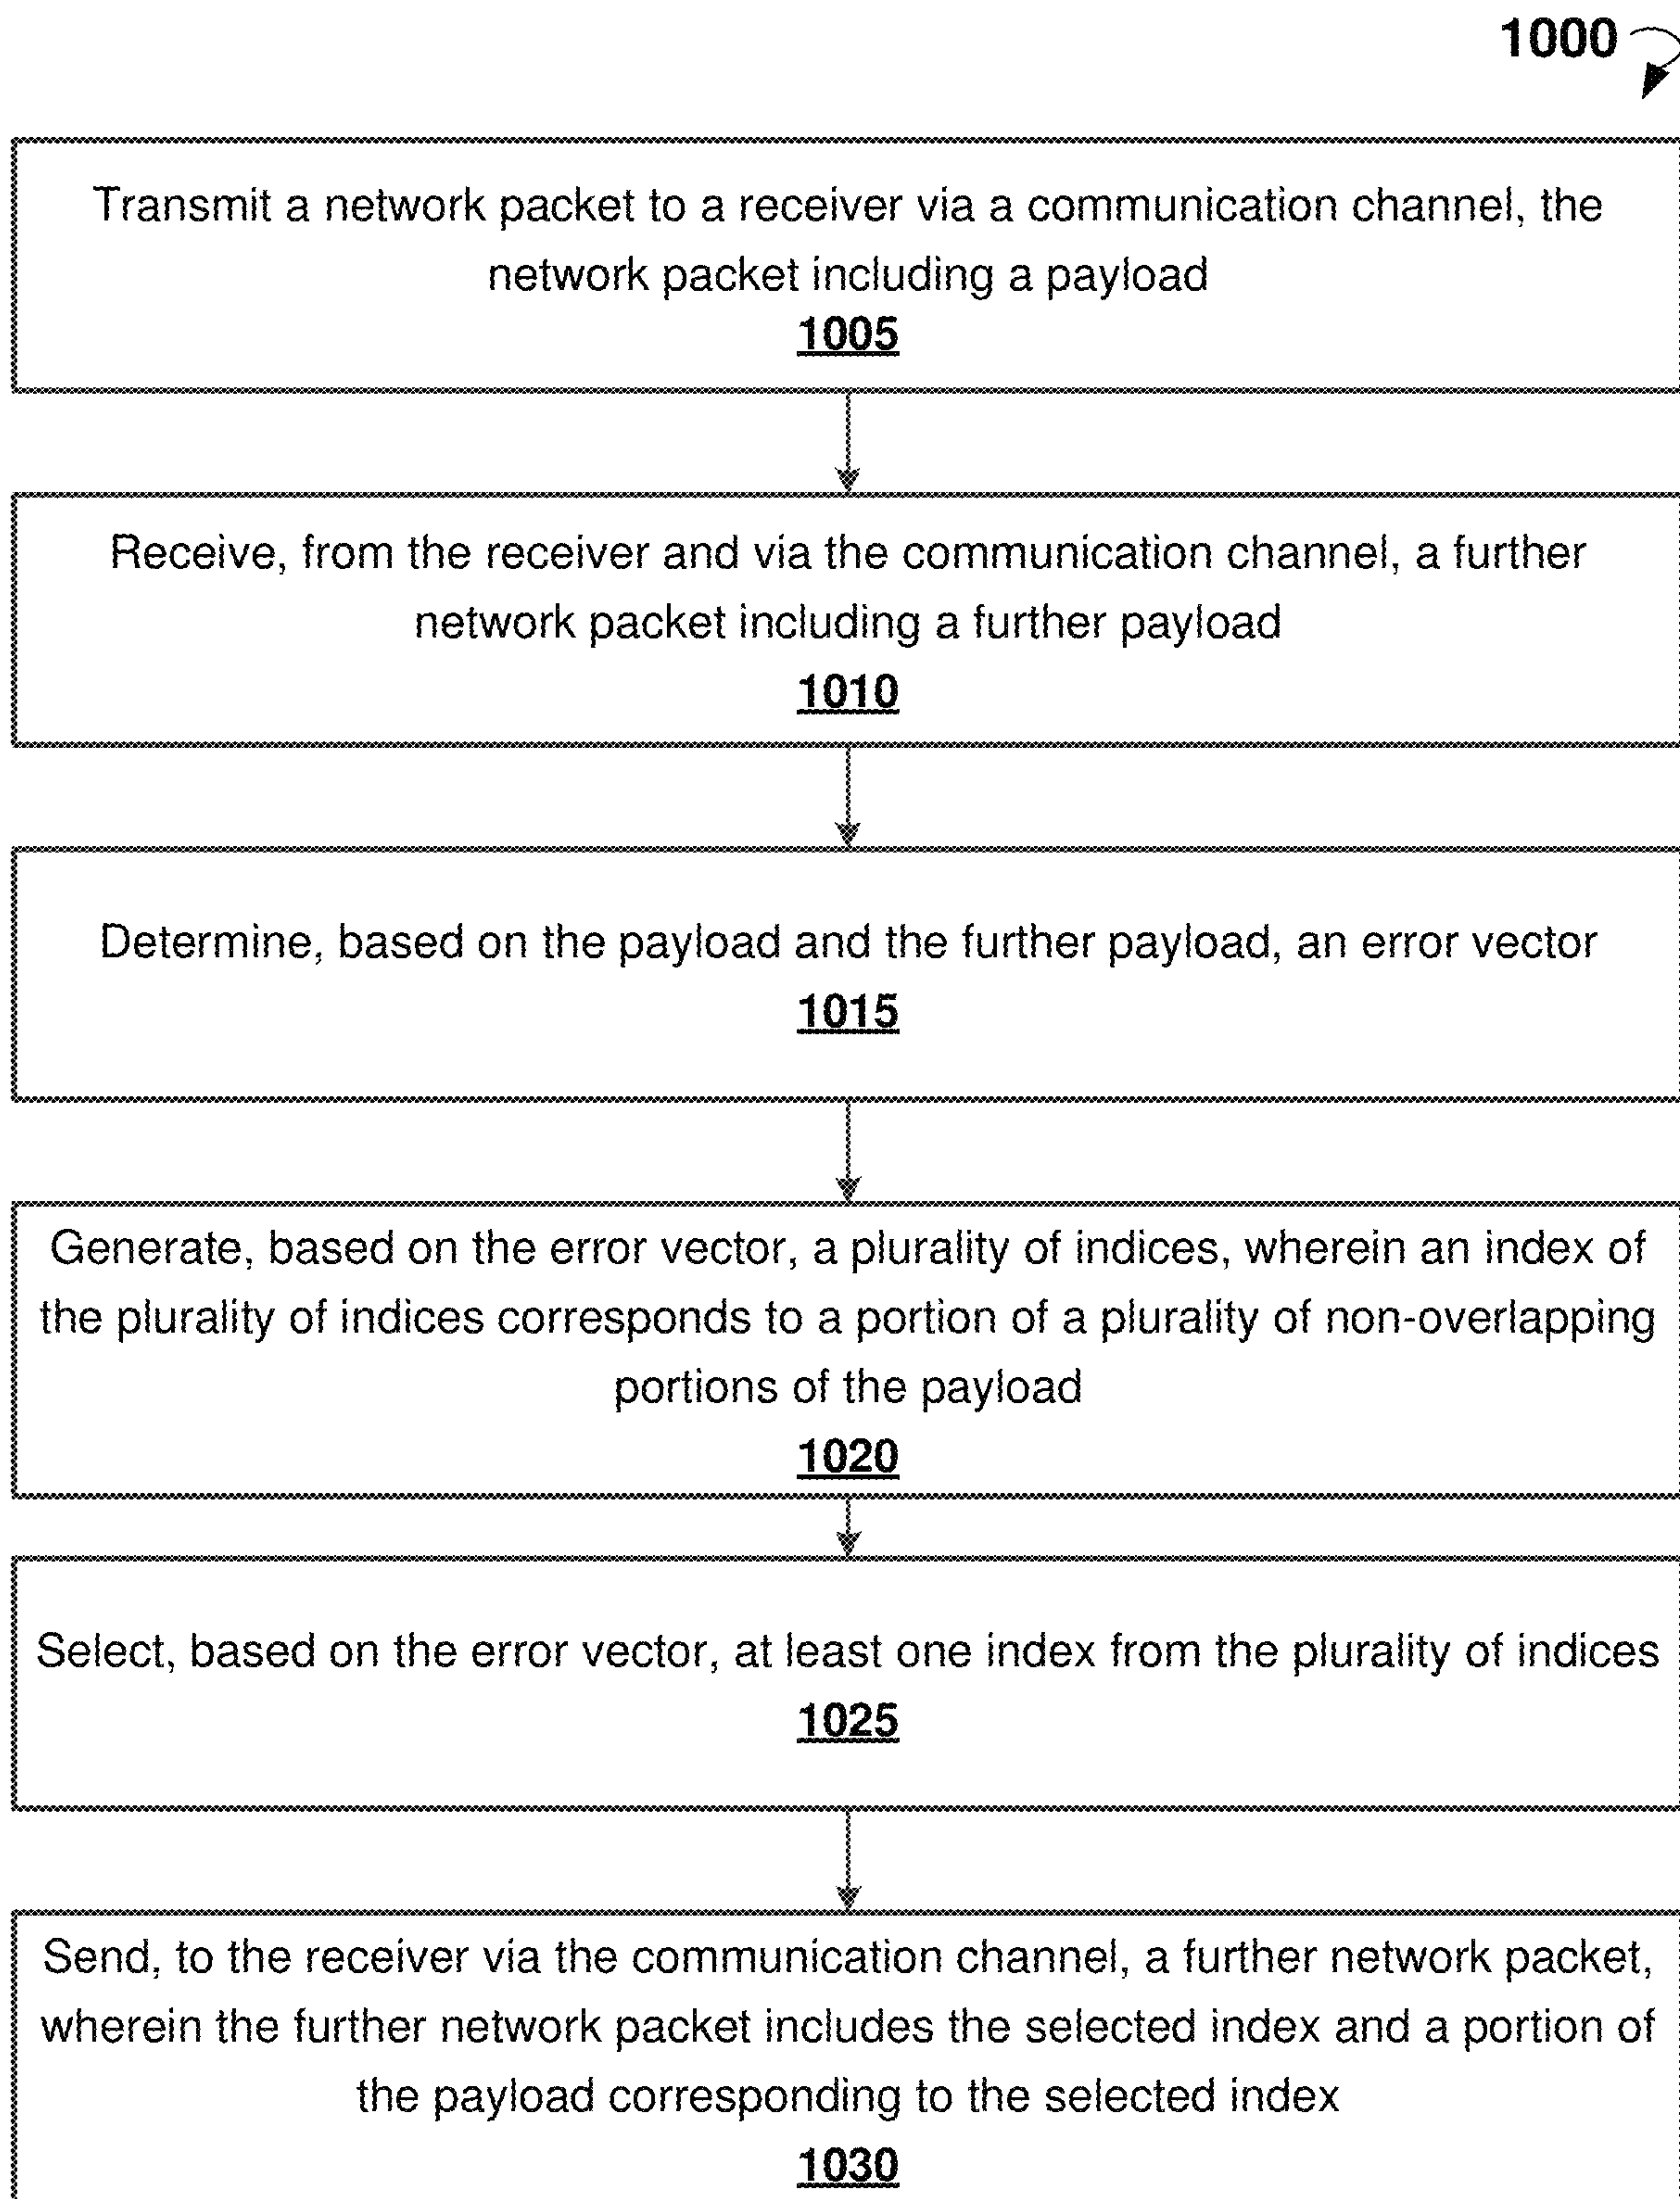 1000
Transmit a network packet to a receiver via a communication channel, the
network packet including a payload
1005
Receive, from the receiver and via the communication channel, a further
network packet including a further payload
1010
Determine, based on the payload and the further payload, an error vector
1015
Generate, based on the error vector, a plurality of indices, wherein an index of
the plurality of indices corresponds to a portion of a plurality of non-overlapping
portions of the payload
1020
Select, based on the error vector, at least one index from the plurality of indices
1025
Send, to the receiver via the communication channel, a further network packet,
wherein the further network packet includes the selected index and a portion of
the payload corresponding to the selected index
1030